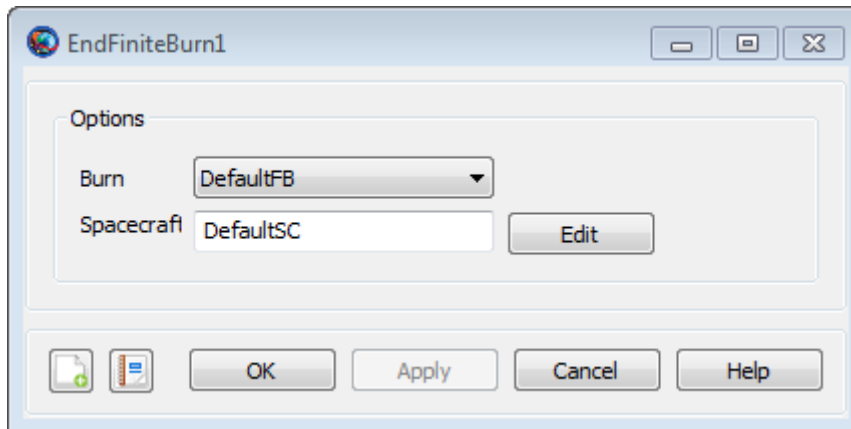 EndFiniteBurn1
Options
Burn DefaultFB
Spacecraft DefaultSC Edit
OK Apply Cancel Help